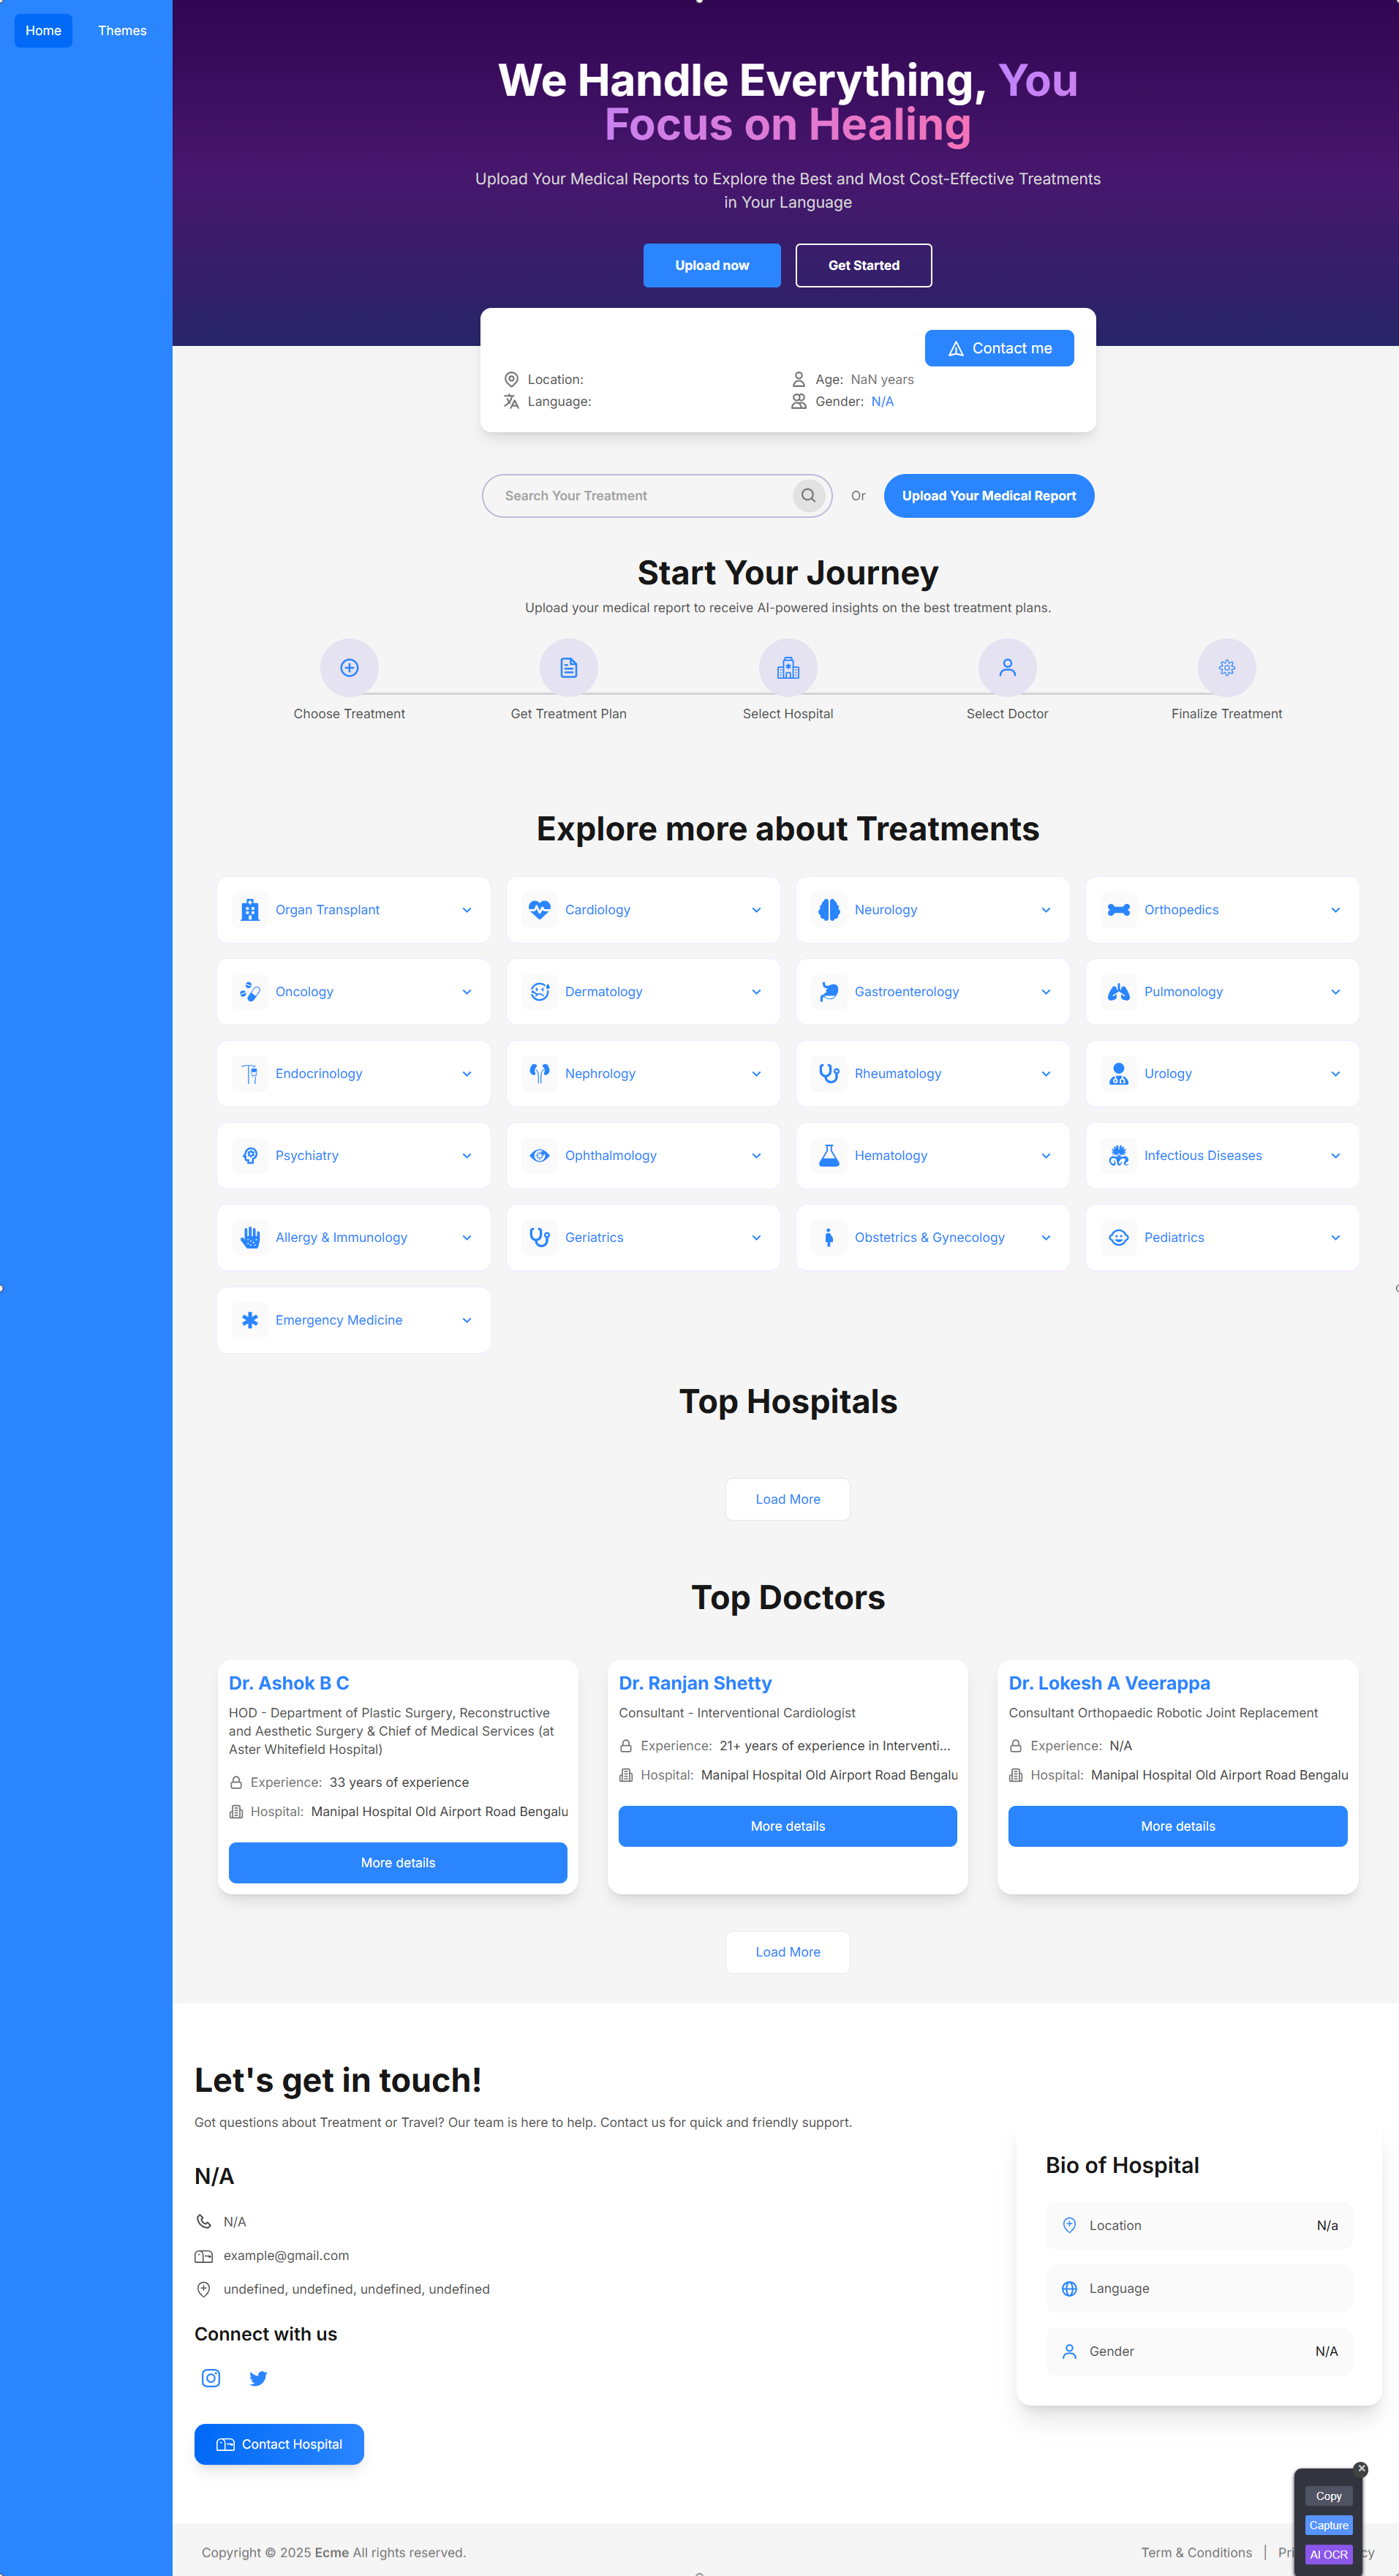 Home
Themes
We Handle Everything, You
Focus on Healing
Upload Your Medical Reports to Explore the Best and Most Cost-Effective Treatments
in Your Language
Upload now
Get Started
Contact me
Location:
Age: NaN years
Language:
Gender: N/A
Search Your Treatment
Or
Upload Your Medical Report
Start Your Journey
Upload your medical report to receive AI-powered insights on the best treatment plans.
Choose Treatment
Get Treatment Plan
Select Hospital
Select Doctor
Finalize Treatment
Explore more about Treatments
Organ Transplant
Cardiology
Neurology
Orthopedics
Oncology
Dermatology
Gastroenterology
Pulmonology
Endocrinology
Nephrology
Rheumatology
Urology
Psychiatry
Ophthalmology
Hematology
Infectious Diseases
Allergy & Immunology
Geriatrics
Obstetrics & Gynecology
Pediatrics
Emergency Medicine
Top Hospitals
Load More
Top Doctors
Dr. Ashok B C
HOD - Department of Plastic Surgery, Reconstructive
and Aesthetic Surgery & Chief of Medical Services (at
Aster Whitefield Hospital)
Experience: 33 years of experience
Hospital: Manipal Hospital Old Airport Road Bengalu
More details
Dr. Ranjan Shetty
Consultant - Interventional Cardiologist
Experience: 21+ years of experience in Interventi...
Hospital: Manipal Hospital Old Airport Road Bengalu
More details
Dr. Lokesh A Veerappa
Consultant Orthopaedic Robotic Joint Replacement
Experience: N/A
Hospital: Manipal Hospital Old Airport Road Bengalu
More details
Load More
Let's get in touch!
Got questions about Treatment or Travel? Our team is here to help. Contact us for quick and friendly support.
N/A
N/A
example@gmail.com
undefined, undefined, undefined, undefined
Connect with us
Contact Hospital
Bio of Hospital
Location N/a
Language
Gender N/A
Copy
Capture
AI OCR
Copyright © 2025 Ecme All rights reserved.
Term & Conditions |